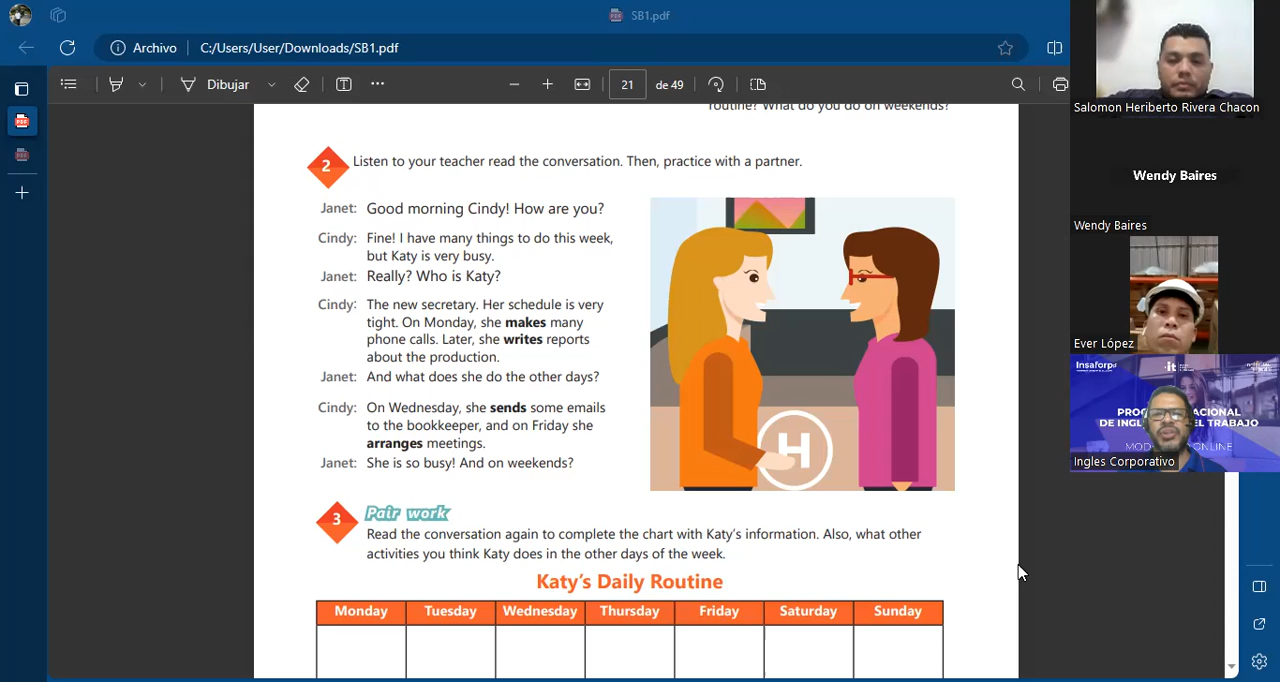 SB1.pdf
Archivo
C:/Users/User/Downloads/SB1.pdf
Dibujar
21
de 49
routine? What do you do on weekends?
2
Listen to your teacher read the conversation. Then, practice with a partner.
Janet: Good morning Cindy! How are you?
Cindy: Fine! I have many things to do this week,
but Katy is very busy.
Janet: Really? Who is Katy?
Cindy: The new secretary. Her schedule is very
tight. On Monday, she makes many
phone calls. Later, she writes reports
about the production.
Janet: And what does she do the other days?
Cindy: On Wednesday, she sends some emails
to the bookkeeper, and on Friday she
arranges meetings.
Janet: She is so busy! And on weekends?
H
3
Pair work
Read the conversation again to complete the chart with Katy's information. Also, what other
activities you think Katy does in the other days of the week.
Katy's Daily Routine
Monday Tuesday Wednesday Thursday Friday Saturday Sunday
Salomon Heriberto Rivera Chacon
Wendy Baires
Wendy Baires
Ever López
Insaforp
Ingles Corporativo